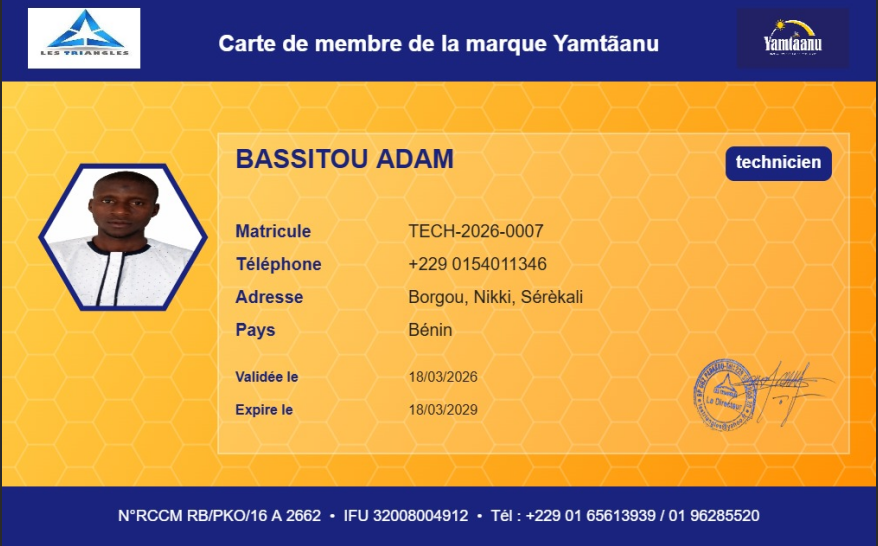 LES TRIANGLES
Carte de membre de la marque Yamtãanu
Yamtãanu
BASSITOU ADAM
technicien
Matricule TECH-2026-0007
Téléphone +229 0154011346
Adresse Borgou, Nikki, Sérèkali
Pays Bénin
Validée le 18/03/2026
Expire le 18/03/2029
Le Directeur
N°RCCM RB/PKO/16 A 2662 • IFU 32008004912 • Tél : +229 01 65613939 / 01 96285520